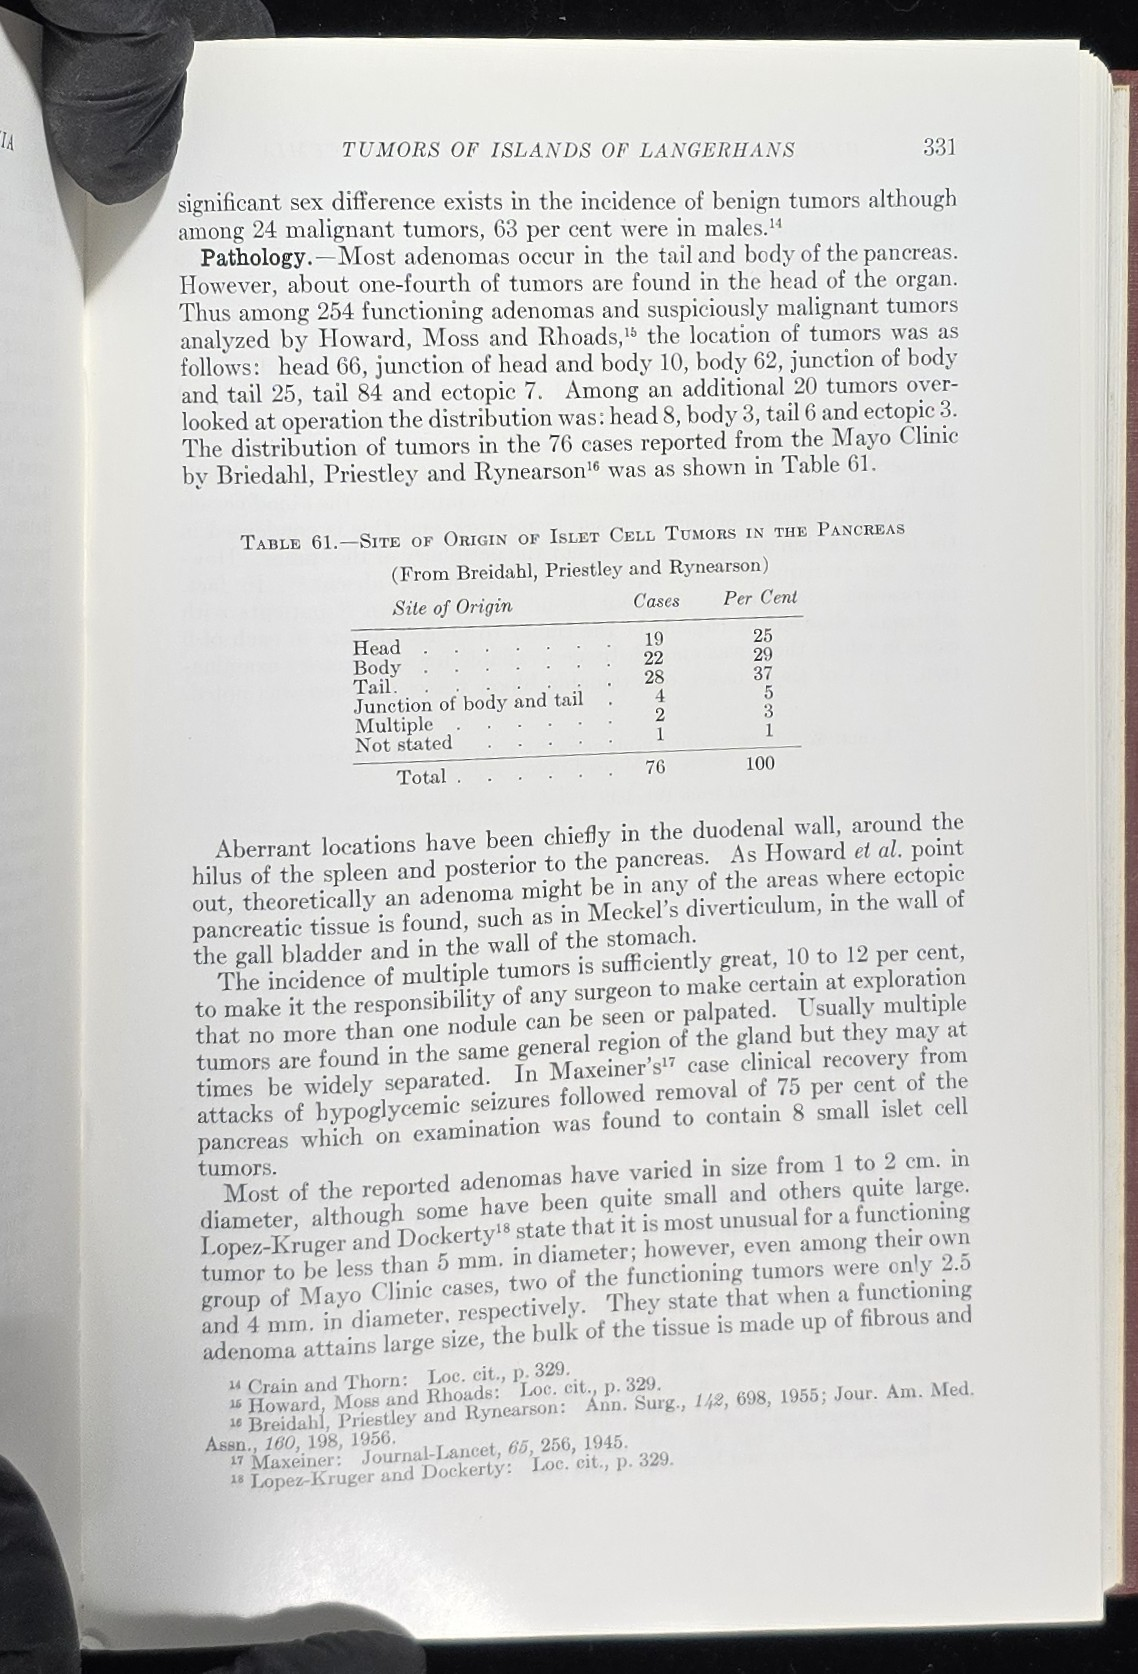 IA
TUMORS OF ISLANDS OF LANGERHANS 331
significant sex difference exists in the incidence of benign tumors although
among 24 malignant tumors, 63 per cent were in males.¹⁴
Pathology.—Most adenomas occur in the tail and body of the pancreas.
However, about one-fourth of tumors are found in the head of the organ.
Thus among 254 functioning adenomas and suspiciously malignant tumors
analyzed by Howard, Moss and Rhoads,¹⁵ the location of tumors was as
follows: head 66, junction of head and body 10, body 62, junction of body
and tail 25, tail 84 and ectopic 7. Among an additional 20 tumors over-
looked at operation the distribution was: head 8, body 3, tail 6 and ectopic 3.
The distribution of tumors in the 76 cases reported from the Mayo Clinic
by Briedahl, Priestley and Rynearson¹⁶ was as shown in Table 61.
TABLE 61.—SITE OF ORIGIN OF ISLET CELL TUMORS IN THE PANCREAS
(From Breidahl, Priestley and Rynearson)
Site of Origin Cases Per Cent
Head . . . . . . . 19 25
Body . . . . . . . 22 29
Tail. . . . . . . . 28 37
Junction of body and tail . 4 5
Multiple . . . . . . 2 3
Not stated . . . . . 1 1
Total . . . . . . 76 100
Aberrant locations have been chiefly in the duodenal wall, around the
hilus of the spleen and posterior to the pancreas. As Howard et al. point
out, theoretically an adenoma might be in any of the areas where ectopic
pancreatic tissue is found, such as in Meckel's diverticulum, in the wall of
the gall bladder and in the wall of the stomach.
The incidence of multiple tumors is sufficiently great, 10 to 12 per cent,
to make it the responsibility of any surgeon to make certain at exploration
that no more than one nodule can be seen or palpated. Usually multiple
tumors are found in the same general region of the gland but they may at
times be widely separated. In Maxeiner's¹⁷ case clinical recovery from
attacks of hypoglycemic seizures followed removal of 75 per cent of the
pancreas which on examination was found to contain 8 small islet cell
tumors.
Most of the reported adenomas have varied in size from 1 to 2 cm. in
diameter, although some have been quite small and others quite large.
Lopez-Kruger and Dockerty¹⁸ state that it is most unusual for a functioning
tumor to be less than 5 mm. in diameter; however, even among their own
group of Mayo Clinic cases, two of the functioning tumors were only 2.5
and 4 mm. in diameter, respectively. They state that when a functioning
adenoma attains large size, the bulk of the tissue is made up of fibrous and
¹⁴ Crain and Thorn: Loc. cit., p. 329.
¹⁵ Howard, Moss and Rhoads: Loc. cit., p. 329.
¹⁶ Breidahl, Priestley and Rynearson: Ann. Surg., 142, 698, 1955; Jour. Am. Med.
Assn., 160, 198, 1956.
¹⁷ Maxeiner: Journal-Lancet, 65, 256, 1945.
¹⁸ Lopez-Kruger and Dockerty: Loc. cit., p. 329.